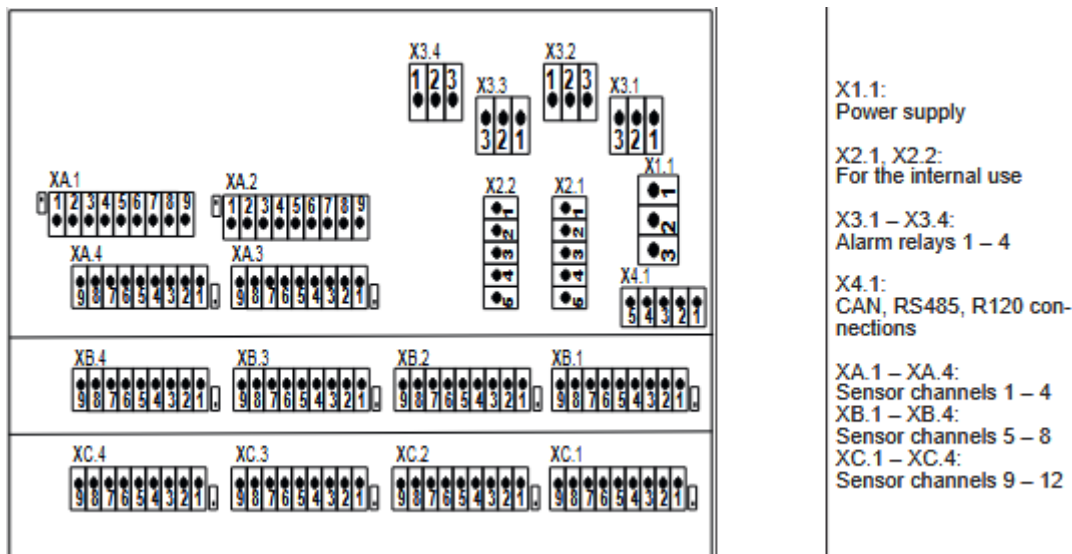 X3.4
1 2 3
X3.2
1 2 3
X3.3
3 2 1
X3.1
3 2 1
XA.1
1 2 3 4 5 6 7 8 9
XA.2
1 2 3 4 5 6 7 8 9
X2.2
1
2
3
4
5
X2.1
1
2
3
4
5
X1.1
1
2
3
XA.4
9 8 7 6 5 4 3 2 1
XA.3
9 8 7 6 5 4 3 2 1
X4.1
5 4 3 2 1
XB.4
9 8 7 6 5 4 3 2 1
XB.3
9 8 7 6 5 4 3 2 1
XB.2
9 8 7 6 5 4 3 2 1
XB.1
9 8 7 6 5 4 3 2 1
XC.4
9 8 7 6 5 4 3 2 1
XC.3
9 8 7 6 5 4 3 2 1
XC.2
9 8 7 6 5 4 3 2 1
XC.1
9 8 7 6 5 4 3 2 1
X1.1:
Power supply
X2.1, X2.2:
For the internal use
X3.1 – X3.4:
Alarm relays 1 – 4
X4.1:
CAN, RS485, R120 con-
nections
XA.1 – XA.4:
Sensor channels 1 – 4
XB.1 – XB.4:
Sensor channels 5 – 8
XC.1 – XC.4:
Sensor channels 9 – 12